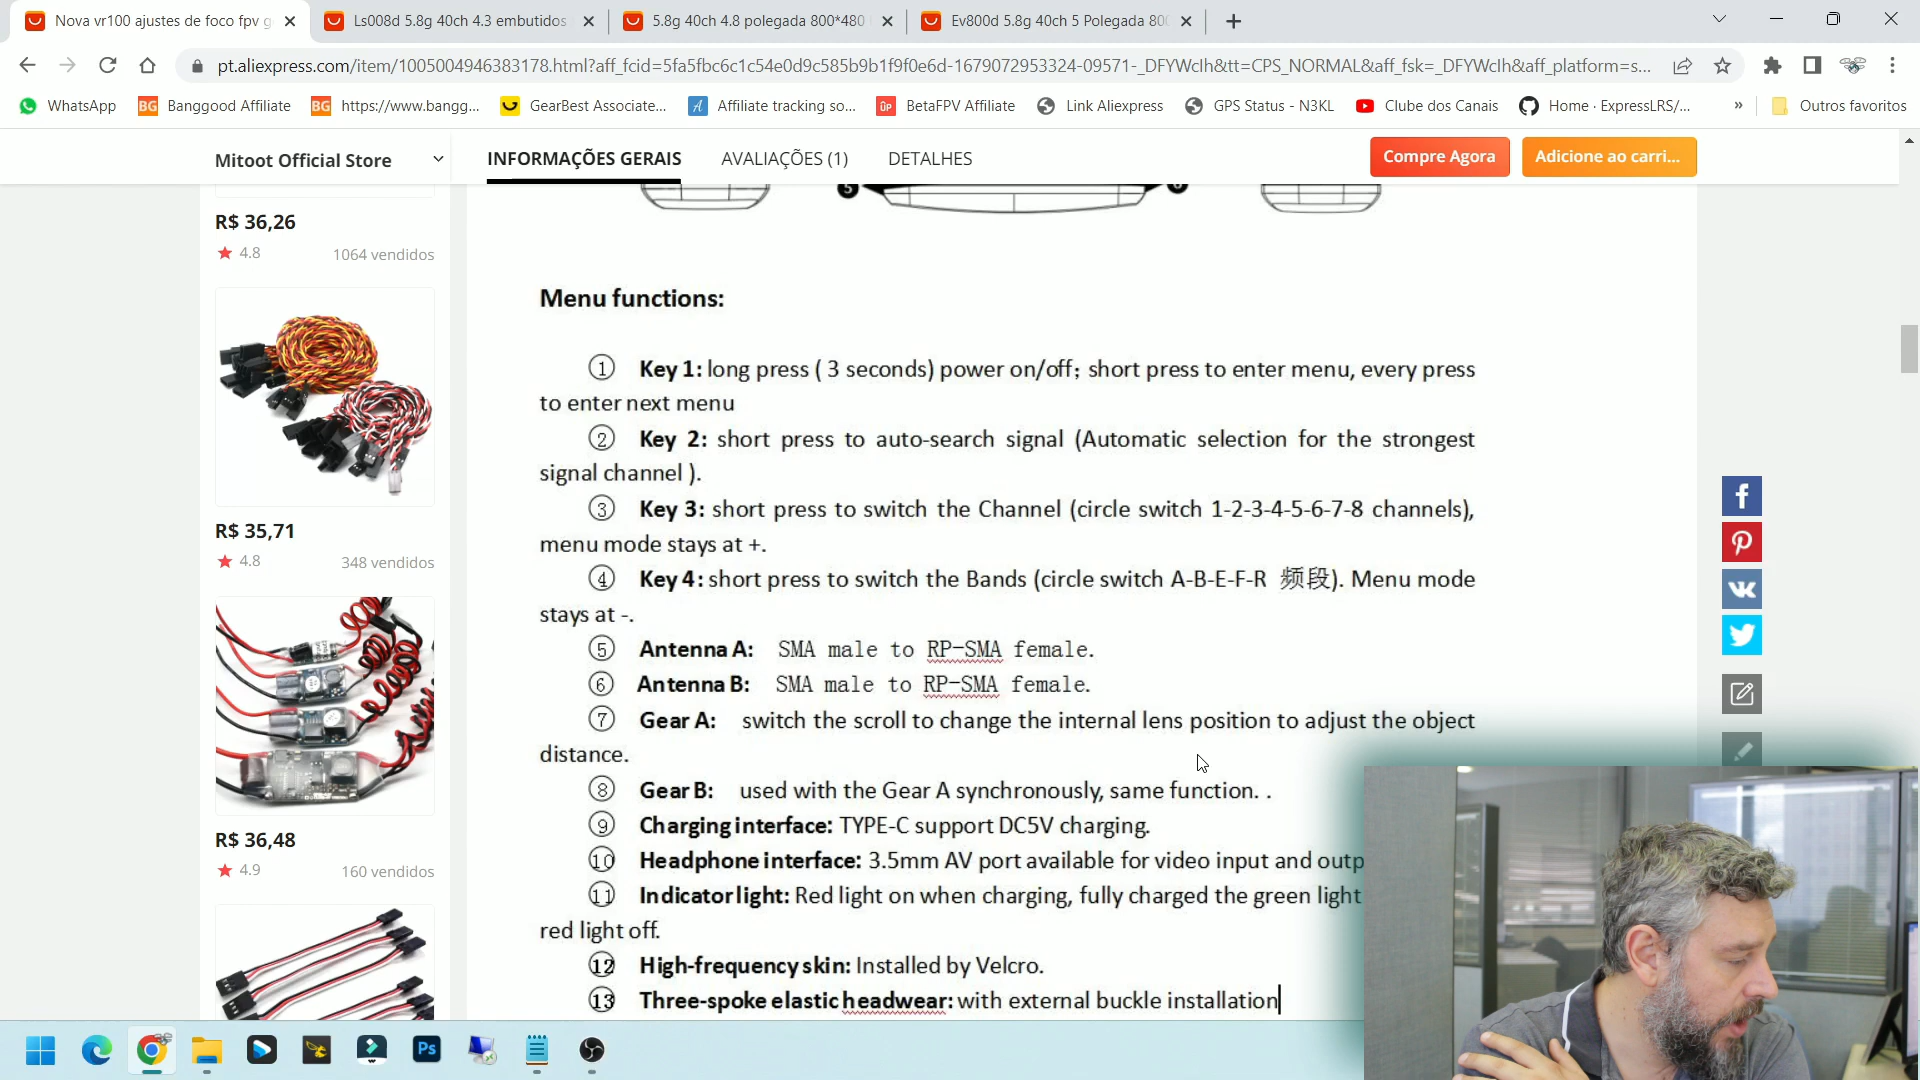 Nova vr100 ajustes de foco fpv g
Ls008d 5.8g 40ch 4.3 embutidos
5.8g 40ch 4.8 polegada 800*480
Ev800d 5.8g 40ch 5 Polegada 80
pt.aliexpress.com/item/1005004946383178.html?aff_fcid=5fa5fbc6c1c54e0d9c585b9b1f9f0e6d-1679072953324-09571-_DFYWcIh&tt=CPS_NORMAL&aff_fsk=_DFYWcIh&aff_platform=s...
WhatsApp
BG Banggood Affiliate
BG https://www.bangg...
GearBest Associate...
Affiliate tracking so...
BetaFPV Affiliate
Link Aliexpress
GPS Status - N3KL
Clube dos Canais
Home · ExpressLRS/...
»
Outros favoritos
Mitoot Official Store
INFORMAÇÕES GERAIS
AVALIAÇÕES (1)
DETALHES
Compre Agora
Adicione ao carri...
R$ 36,26
4.8
1064 vendidos
R$ 35,71
4.8
348 vendidos
R$ 36,48
4.9
160 vendidos
5
Menu functions:
① Key 1: long press ( 3 seconds) power on/off; short press to enter menu, every press
to enter next menu
② Key 2: short press to auto-search signal (Automatic selection for the strongest
signal channel ).
③ Key 3: short press to switch the Channel (circle switch 1-2-3-4-5-6-7-8 channels),
menu mode stays at +.
④ Key 4: short press to switch the Bands (circle switch A-B-E-F-R 频段). Menu mode
stays at -.
⑤ Antenna A: SMA male to RP-SMA female.
⑥ Antenna B: SMA male to RP-SMA female.
⑦ Gear A: switch the scroll to change the internal lens position to adjust the object
distance.
⑧ Gear B: used with the Gear A synchronously, same function. .
⑨ Charging interface: TYPE-C support DC5V charging.
⑩ Headphone interface: 3.5mm AV port available for video input and outp
⑪ Indicator light: Red light on when charging, fully charged the green light
red light off.
⑫ High-frequency skin: Installed by Velcro.
⑬ Three-spoke elastic headwear: with external buckle installation
Ps